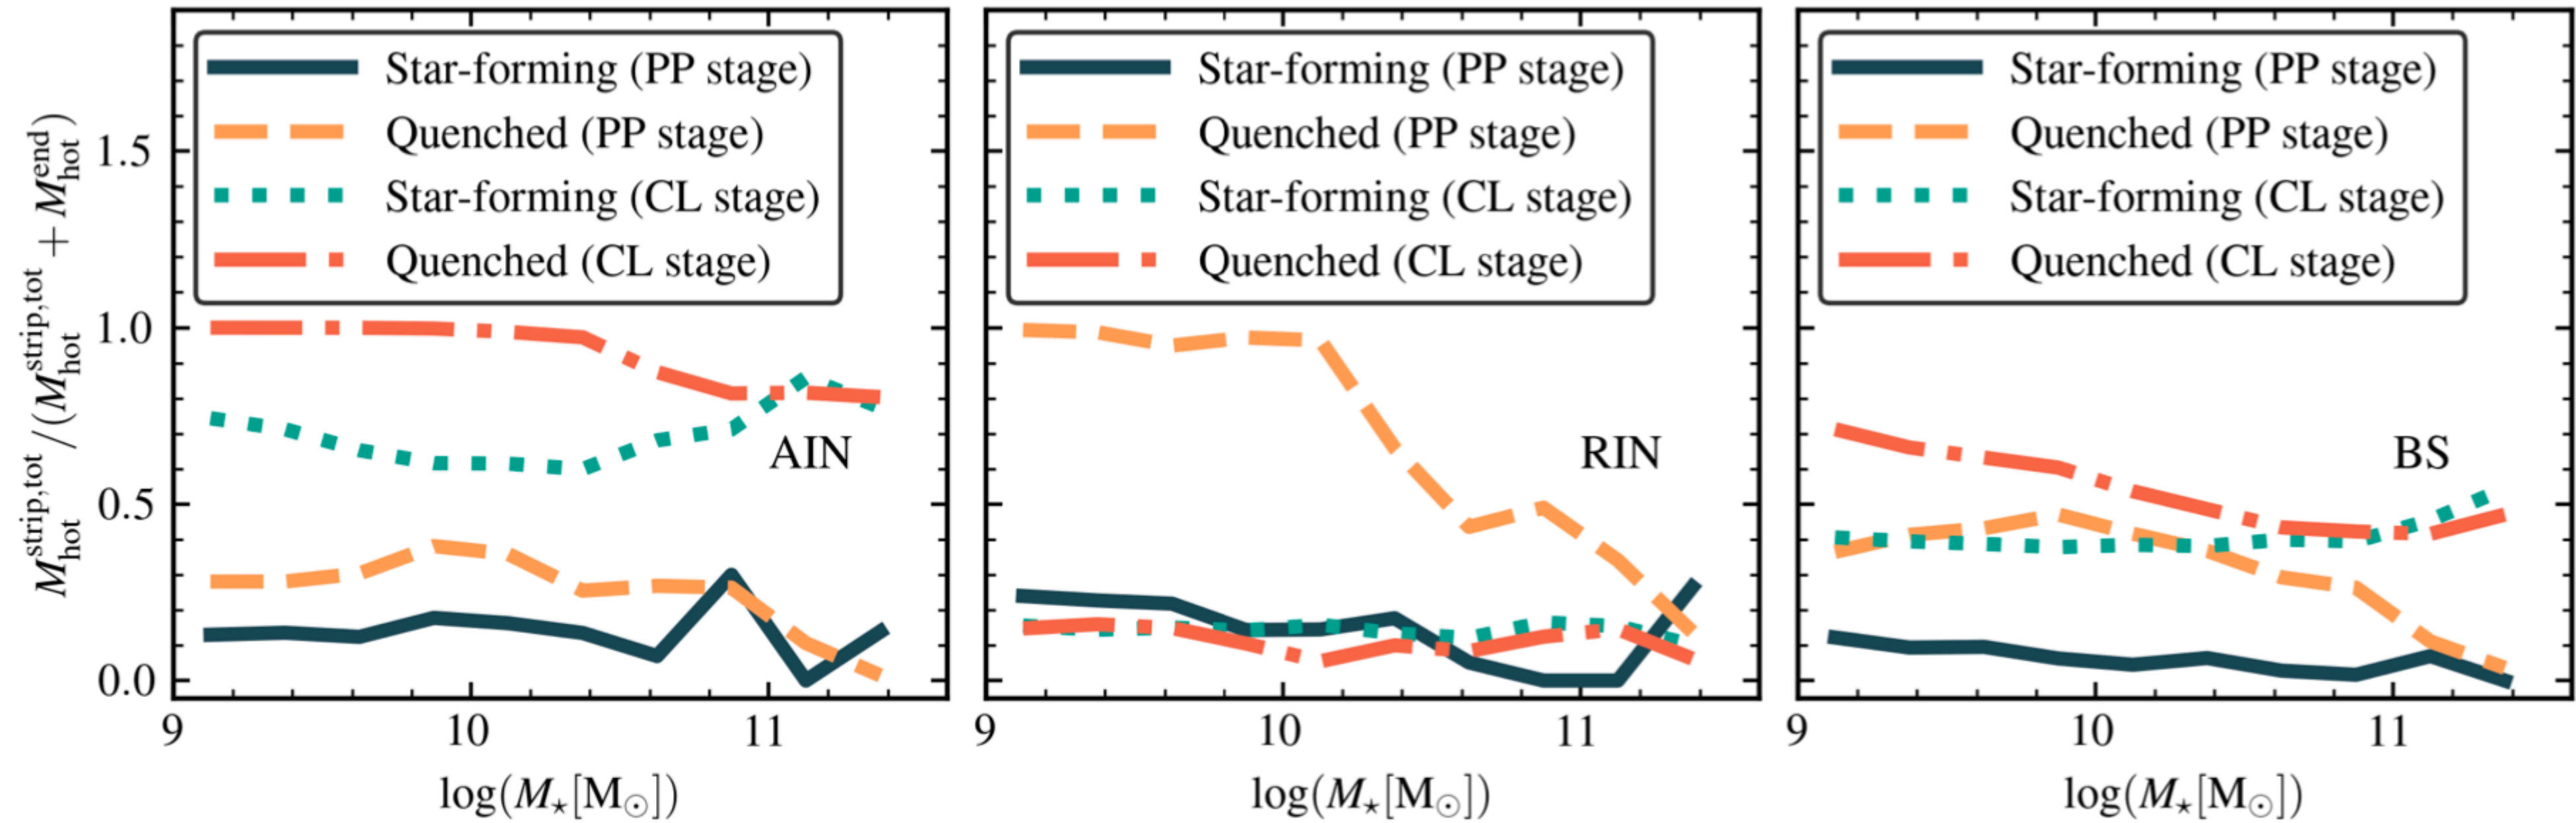 M_hot^strip,tot /(M_hot^strip,tot + M_hot^end)
1.5
1.0
0.5
0.0
Star-forming (PP stage)
Quenched (PP stage)
Star-forming (CL stage)
Quenched (CL stage)
AIN
9 10 11
log(M⋆[M⊙])
Star-forming (PP stage)
Quenched (PP stage)
Star-forming (CL stage)
Quenched (CL stage)
RIN
9 10 11
log(M⋆[M⊙])
Star-forming (PP stage)
Quenched (PP stage)
Star-forming (CL stage)
Quenched (CL stage)
BS
9 10 11
log(M⋆[M⊙])